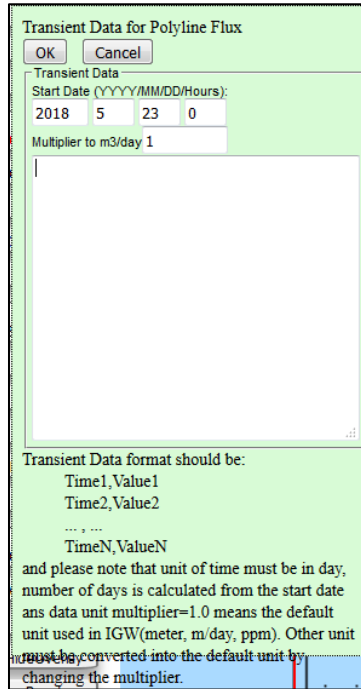 Transient Data for Polyline Flux
OK Cancel
Transient Data
Start Date (YYYY/MM/DD/Hours):
2018 5 23 0
Multiplier to m3/day 1
Transient Data format should be:
Time1,Value1
Time2,Value2
... , ...
TimeN,ValueN
and please note that unit of time must be in day,
number of days is calculated from the start date
ans data unit multiplier=1.0 means the default
unit used in IGW(meter, m/day, ppm). Other unit
must be converted into the default unit by
changing the multiplier.